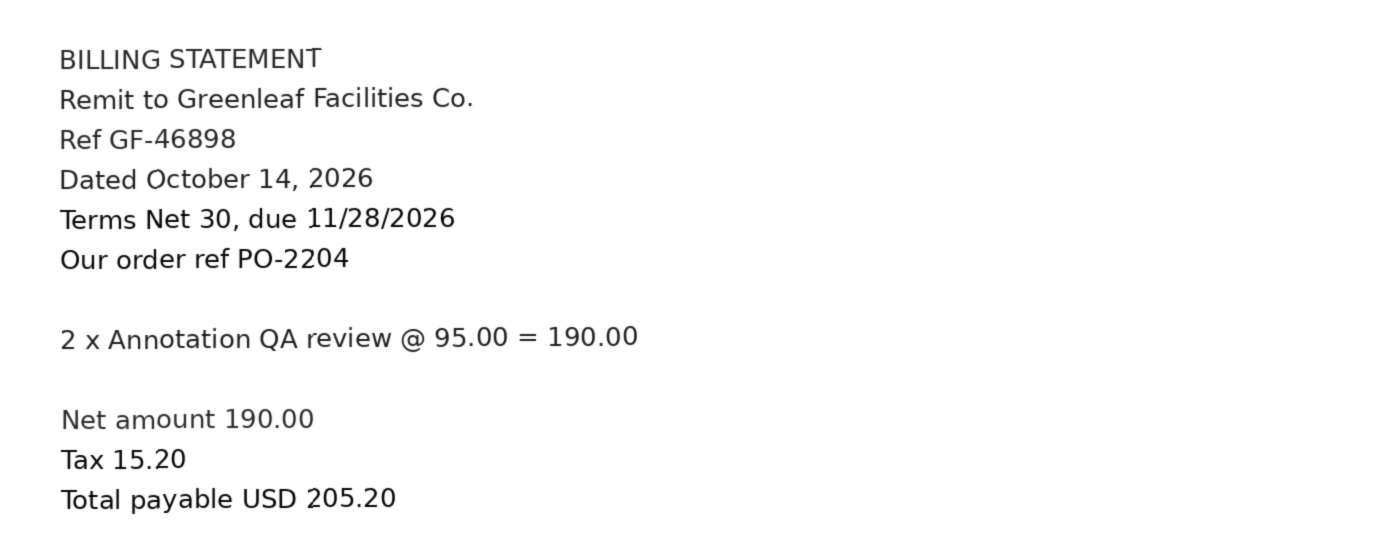 BILLING STATEMENT
Remit to Greenleaf Facilities Co.
Ref GF-46898
Dated October 14, 2026
Terms Net 30, due 11/28/2026
Our order ref PO-2204
2 x Annotation QA review @ 95.00 = 190.00
Net amount 190.00
Tax 15.20
Total payable USD 205.20